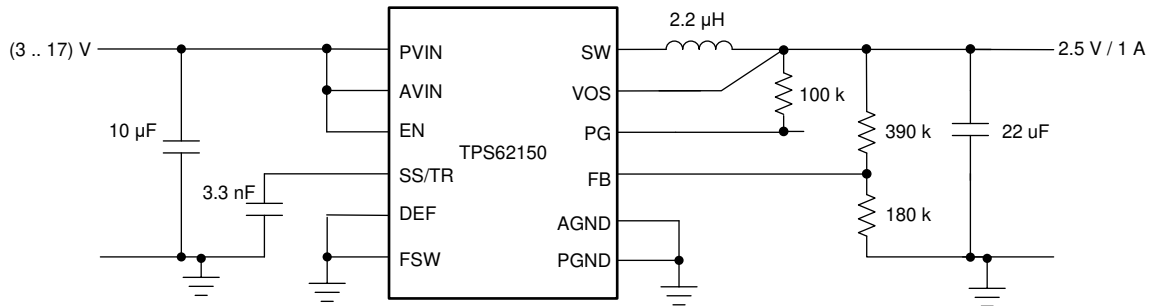 2.2 µH
(3 .. 17) V
PVIN
SW
2.5 V / 1 A
AVIN
VOS
100 k
10 µF
EN
PG
390 k
22 uF
TPS62150
SS/TR
FB
3.3 nF
DEF
AGND
180 k
FSW
PGND